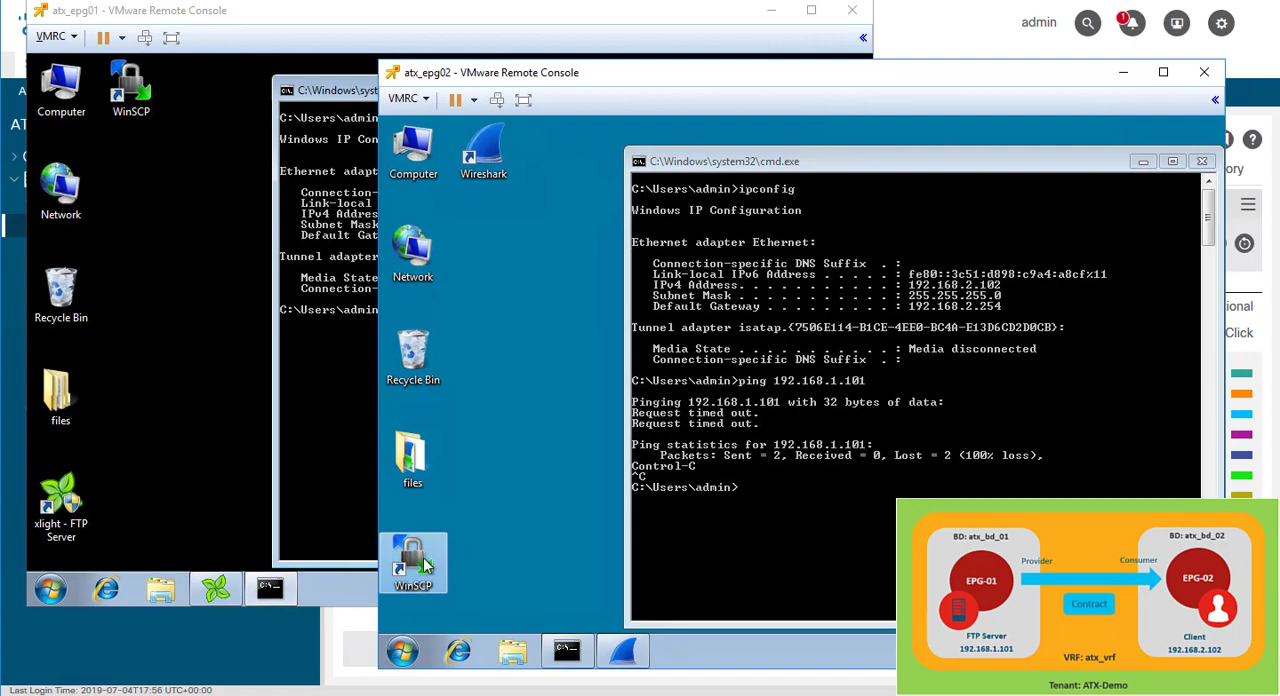 atx_epg01 - VMware Remote Console
VMRC
admin
1
Computer
WinSCP
Network
Recycle Bin
files
xlight - FTP
Server
C:\Windows\syst
C:\Users\admin
Windows IP Con
Ethernet adapt
Connection-
Link-local
IPv4 Addres
Subnet Mask
Default Gat
Tunnel adapter
Media State
Connection-
C:\Users\admin
atx_epg02 - VMware Remote Console
VMRC
Computer
Wireshark
Network
Recycle Bin
files
WinSCP
C:\Windows\system32\cmd.exe
C:\Users\admin>ipconfig
Windows IP Configuration
Ethernet adapter Ethernet:
Connection-specific DNS Suffix  . :
Link-local IPv6 Address . . . . . : fe80::3c51:d898:c9a4:a8cf%11
IPv4 Address. . . . . . . . . . . : 192.168.2.102
Subnet Mask . . . . . . . . . . . : 255.255.255.0
Default Gateway . . . . . . . . . : 192.168.2.254
Tunnel adapter isatap.{7506E114-B1CE-4EE0-BC4A-E13D6CD2D0CB}:
Media State . . . . . . . . . . . : Media disconnected
Connection-specific DNS Suffix  . :
C:\Users\admin>ping 192.168.1.101
Pinging 192.168.1.101 with 32 bytes of data:
Request timed out.
Request timed out.
Ping statistics for 192.168.1.101:
Packets: Sent = 2, Received = 0, Lost = 2 (100% loss),
Control-C
^C
C:\Users\admin>
ory
ional
Click
BD: atx_bd_01
BD: atx_bd_02
Provider
Consumer
EPG-01
EPG-02
Contract
FTP Server
192.168.1.101
Client
192.168.2.102
VRF: atx_vrf
Tenant: ATX-Demo
Last Login Time: 2019-07-04T17:56 UTC+00:00